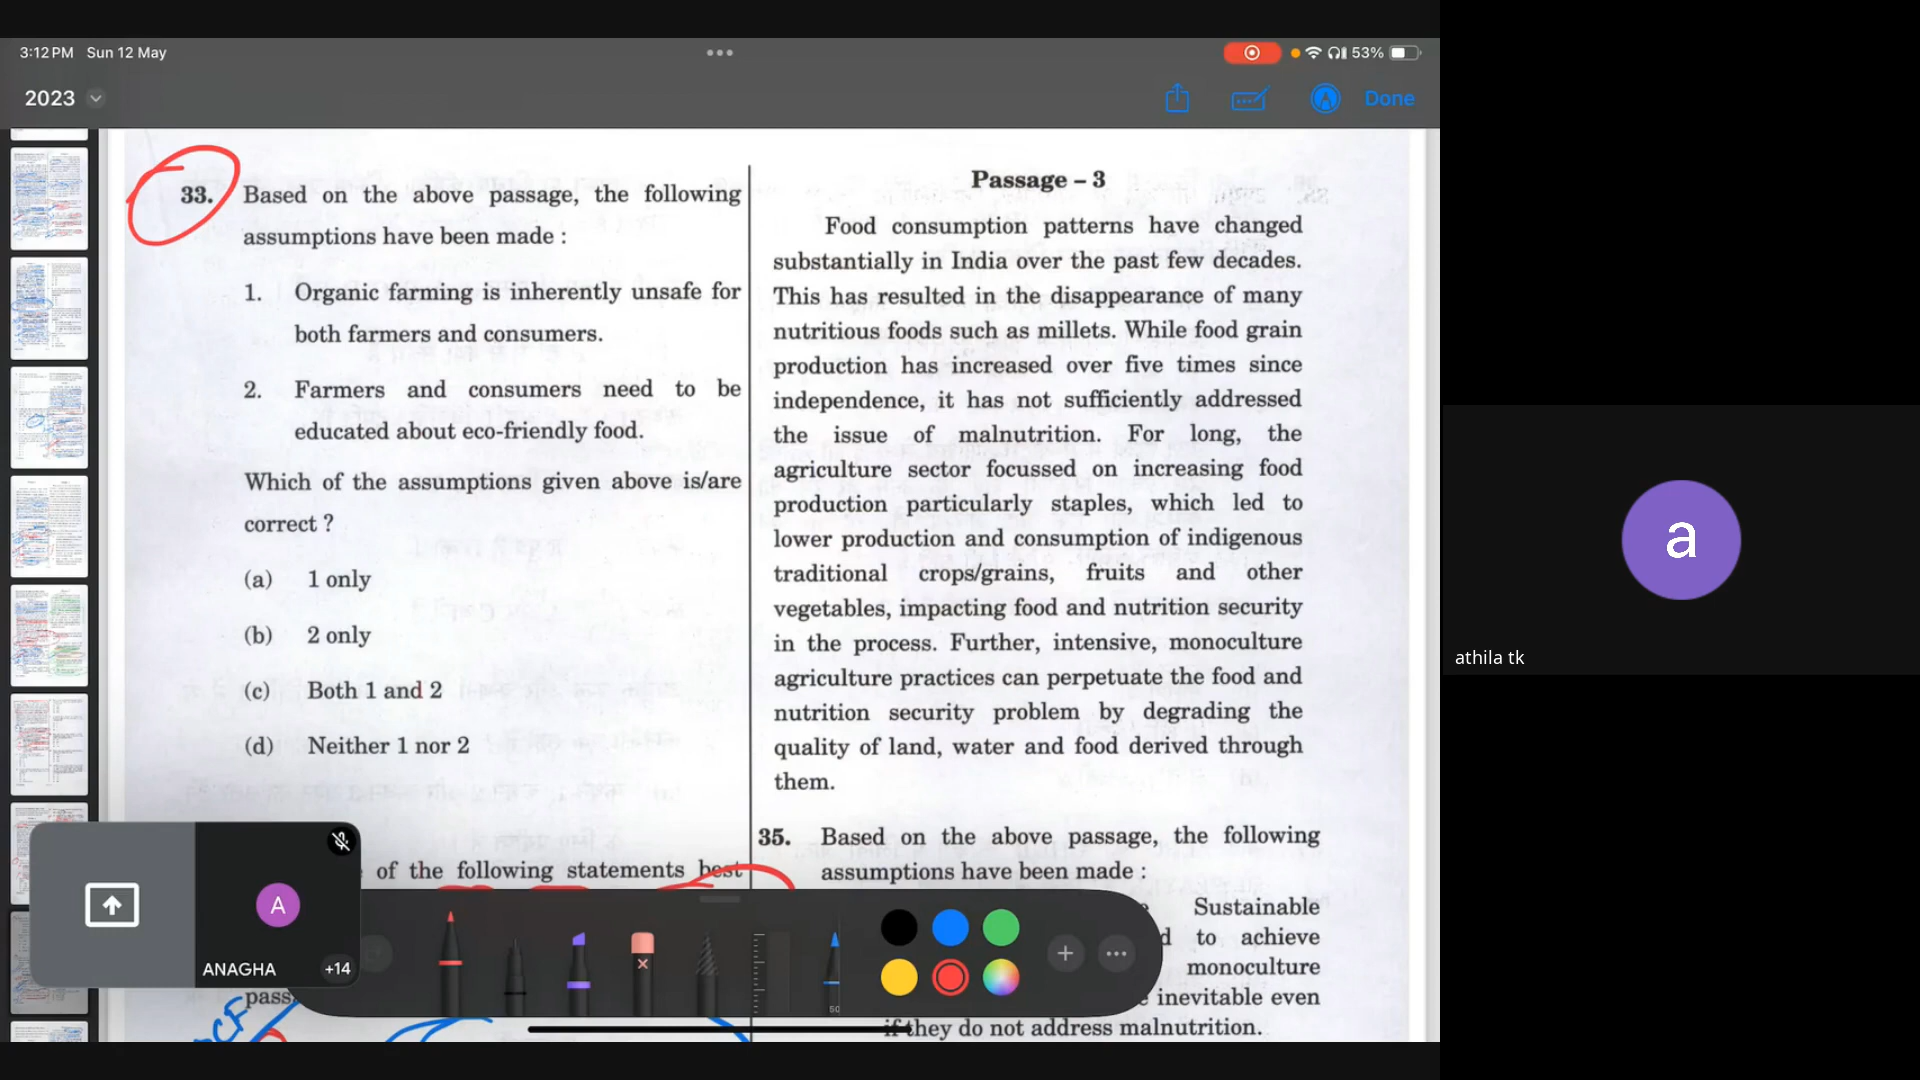 3:12 PM Sun 12 May
53%
2023
Done
33. Based on the above passage, the following
assumptions have been made :
1. Organic farming is inherently unsafe for
both farmers and consumers.
2. Farmers and consumers need to be
educated about eco-friendly food.
Which of the assumptions given above is/are
correct ?
(a) 1 only
(b) 2 only
(c) Both 1 and 2
(d) Neither 1 nor 2
of the following statements best
pass
Passage – 3
Food consumption patterns have changed
substantially in India over the past few decades.
This has resulted in the disappearance of many
nutritious foods such as millets. While food grain
production has increased over five times since
independence, it has not sufficiently addressed
the issue of malnutrition. For long, the
agriculture sector focussed on increasing food
production particularly staples, which led to
lower production and consumption of indigenous
traditional crops/grains, fruits and other
vegetables, impacting food and nutrition security
in the process. Further, intensive, monoculture
agriculture practices can perpetuate the food and
nutrition security problem by degrading the
quality of land, water and food derived through
them.
35. Based on the above passage, the following
assumptions have been made :
Sustainable
to achieve
monoculture
inevitable even
if they do not address malnutrition.
A
ANAGHA
+14
50
a
athila tk